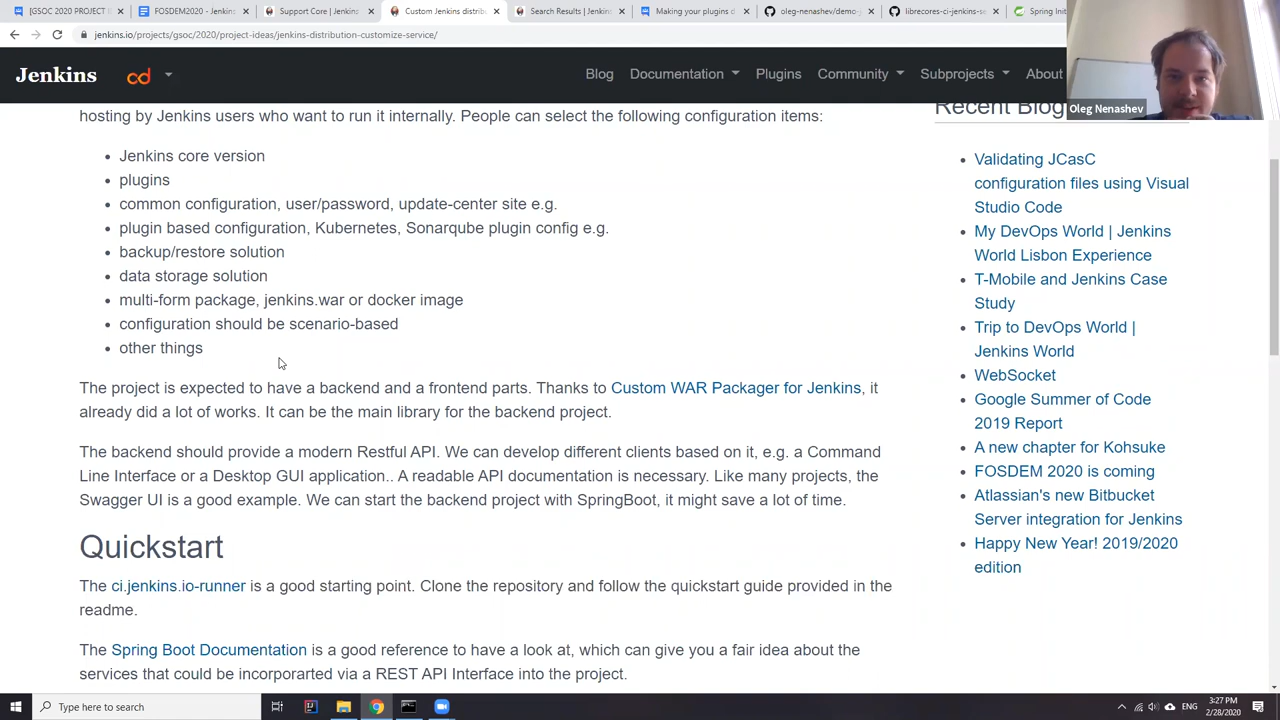 [GSOC 2020 PROJECT I
FOSDEM2020 - Jenkins
Support Core | Jenkins
Custom Jenkins distrib
Search Results | Jenkins
Making your plugins d
oleg-nenashev/demo-j
librecores-ci-jenkins-se
Spring Init
jenkins.io/projects/gsoc/2020/project-ideas/jenkins-distribution-customize-service/
Jenkins
cd
Blog
Documentation
Plugins
Community
Subprojects
About
Oleg Nenashev
hosting by Jenkins users who want to run it internally. People can select the following configuration items:
Jenkins core version
plugins
common configuration, user/password, update-center site e.g.
plugin based configuration, Kubernetes, Sonarqube plugin config e.g.
backup/restore solution
data storage solution
multi-form package, jenkins.war or docker image
configuration should be scenario-based
other things
The project is expected to have a backend and a frontend parts. Thanks to Custom WAR Packager for Jenkins, it
already did a lot of works. It can be the main library for the backend project.
The backend should provide a modern Restful API. We can develop different clients based on it, e.g. a Command
Line Interface or a Desktop GUI application.. A readable API documentation is necessary. Like many projects, the
Swagger UI is a good example. We can start the backend project with SpringBoot, it might save a lot of time.
Quickstart
The ci.jenkins.io-runner is a good starting point. Clone the repository and follow the quickstart guide provided in the
readme.
The Spring Boot Documentation is a good reference to have a look at, which can give you a fair idea about the
services that could be incorporarted via a REST API Interface into the project.
Recent Blog
Validating JCasC
configuration files using Visual
Studio Code
My DevOps World | Jenkins
World Lisbon Experience
T-Mobile and Jenkins Case
Study
Trip to DevOps World |
Jenkins World
WebSocket
Google Summer of Code
2019 Report
A new chapter for Kohsuke
FOSDEM 2020 is coming
Atlassian's new Bitbucket
Server integration for Jenkins
Happy New Year! 2019/2020
edition
Type here to search
ENG
3:27 PM
2/28/2020